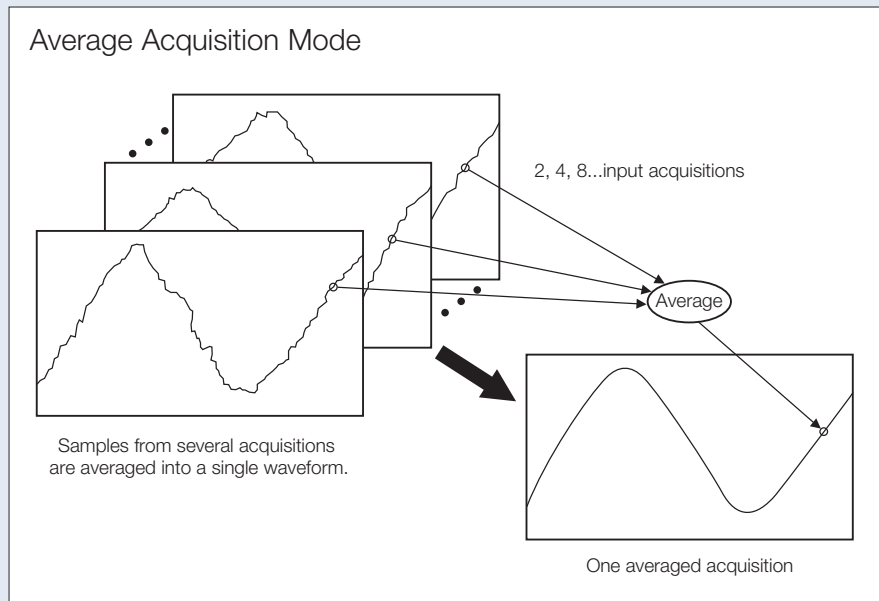 Average Acquisition Mode
2, 4, 8...input acquisitions
Average
Samples from several acquisitions
are averaged into a single waveform.
One averaged acquisition